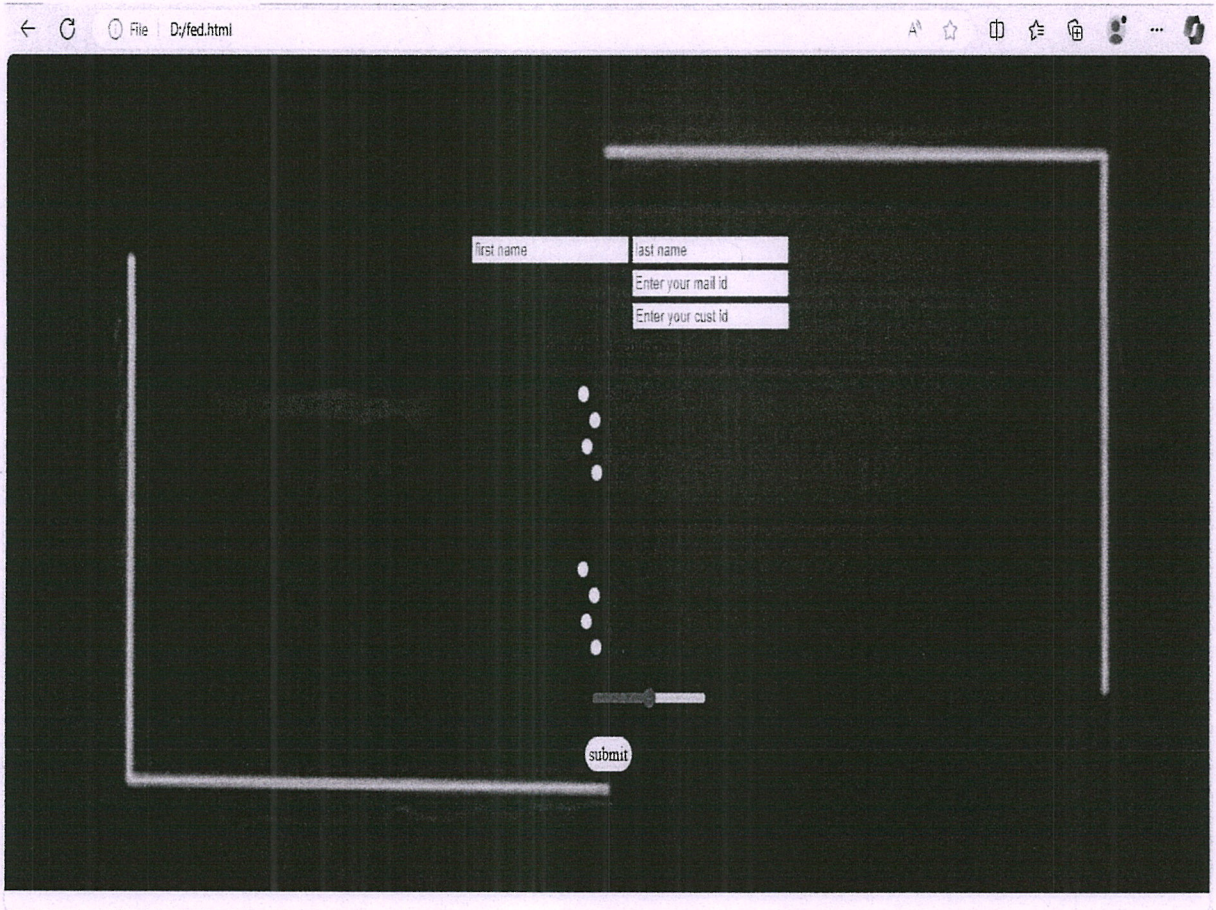 File D:/fed.html
first name last name
Enter your mail id
Enter your cust id
submit